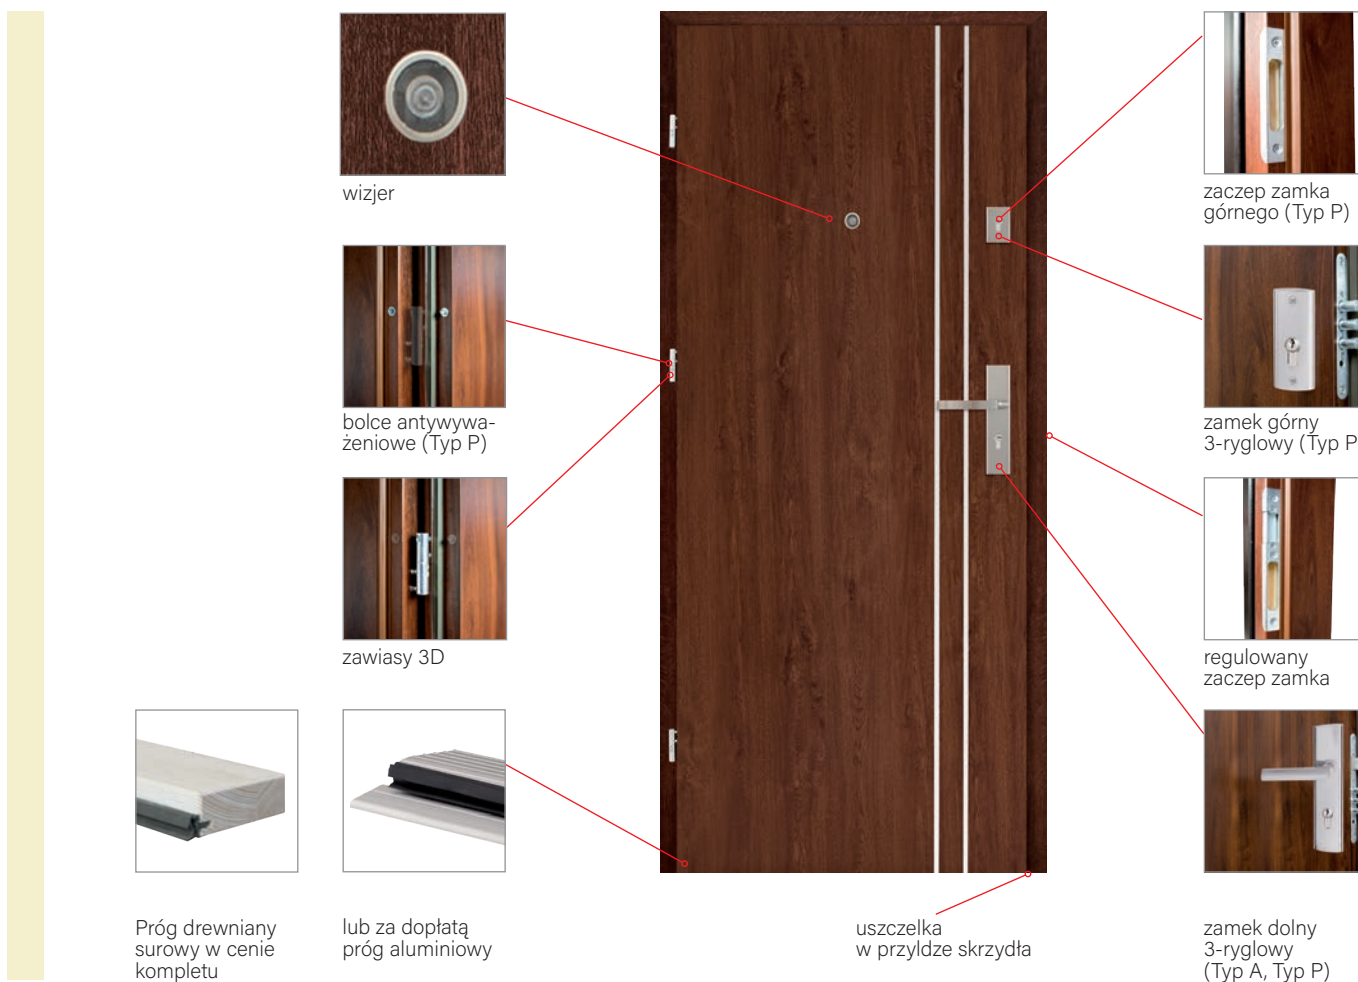 wizjer
zaczep zamka
górnego (Typ P)
bolce antywywa-
żeniowe (Typ P)
zamek górny
3-ryglowy (Typ P
zawiasy 3D
regulowany
zaczep zamka
Próg drewniany
surowy w cenie
kompletu
lub za dopłatą
próg aluminiowy
uszczelka
w przyldze skrzydła
zamek dolny
3-ryglowy
(Typ A, Typ P)